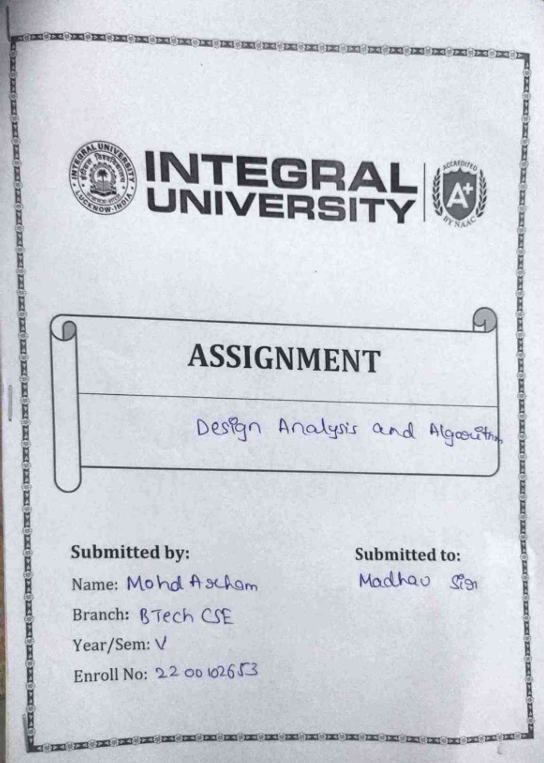 INTEGRAL UNIVERSITY
LUCKNOW-INDIA
INTEGRAL
UNIVERSITY
ACCREDITED
A+
BY NAAC
ASSIGNMENT
Design Analysis and Algorithm
Submitted by:
Submitted to:
Name: Mohd Arham
Madhav Sir
Branch: BTech CSE
Year/Sem: V
Enroll No: 2200102653